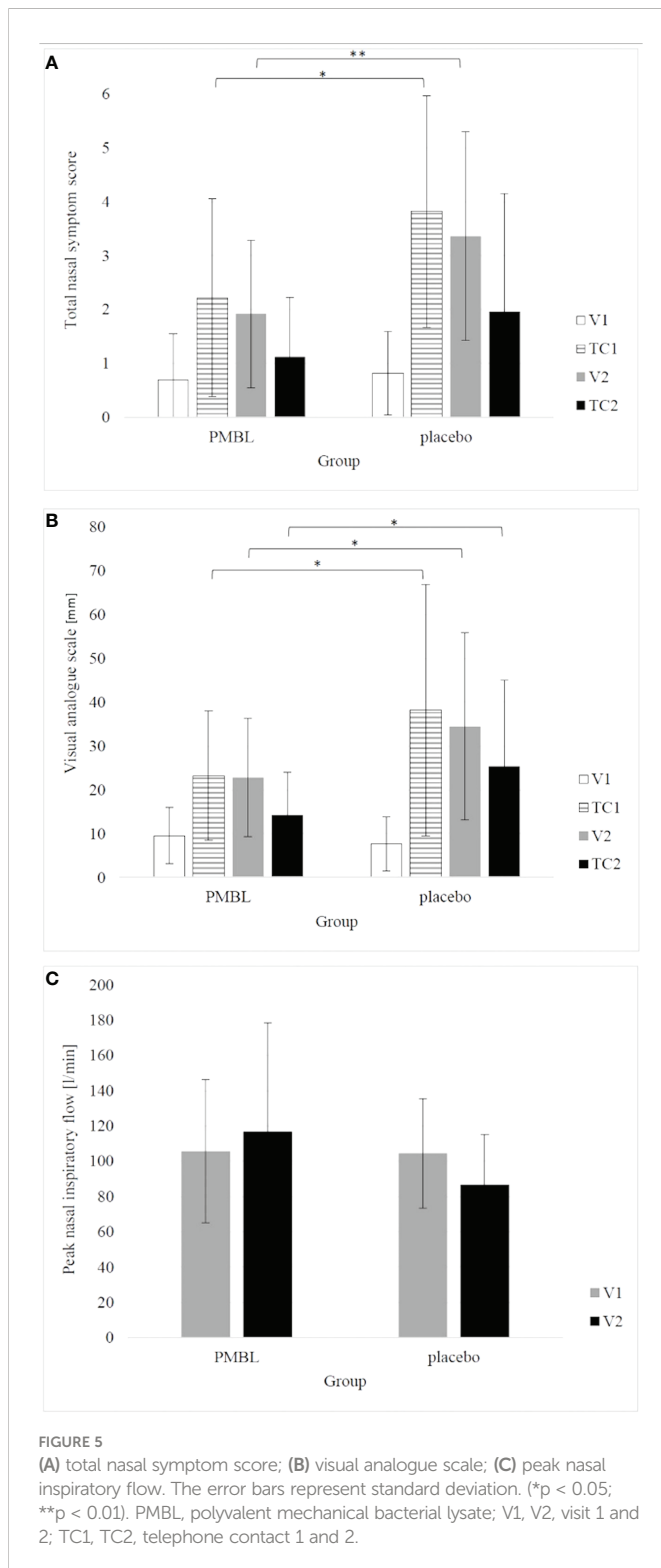 A
**
*
6
5
4
3
2
1
0
Total nasal symptom score
V1
TC1
V2
TC2
PMBL placebo
Group
B
*
*
*
80
70
60
50
40
30
20
10
0
Visual analogue scale [mm]
V1
TC1
V2
TC2
PMBL placebo
Group
C
200
180
160
140
120
100
80
60
40
20
0
Peak nasal inspiratory flow [l/min]
V1
V2
PMBL placebo
Group
FIGURE 5
(A) total nasal symptom score; (B) visual analogue scale; (C) peak nasal
inspiratory flow. The error bars represent standard deviation. (*p < 0.05;
**p < 0.01). PMBL, polyvalent mechanical bacterial lysate; V1, V2, visit 1 and
2; TC1, TC2, telephone contact 1 and 2.